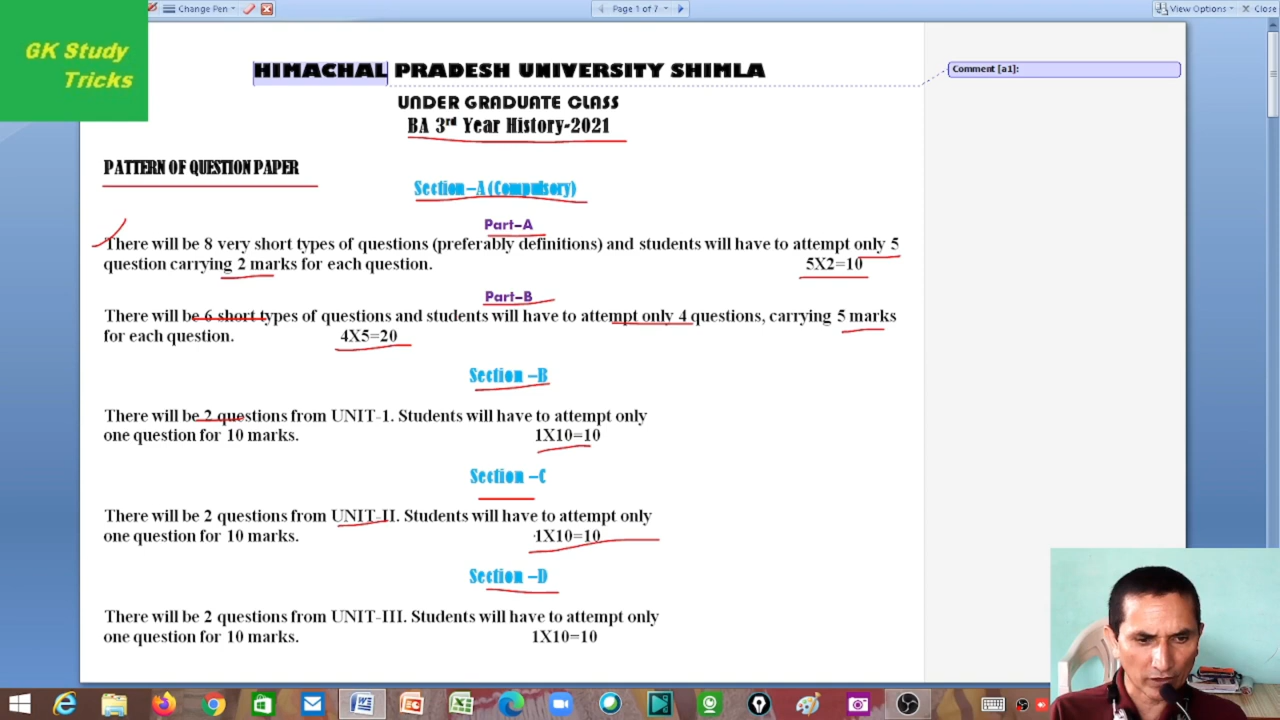 Change Pen
Page 1 of 7
View Options
Close
GK Study
Tricks
HIMACHAL PRADESH UNIVERSITY SHIMLA
Comment [a1]:
UNDER GRADUATE CLASS
BA 3rd Year History-2021
PATTERN OF QUESTION PAPER
Section–A (Compulsory)
Part–A
There will be 8 very short types of questions (preferably definitions) and students will have to attempt only 5
question carrying 2 marks for each question. 5X2=10
Part–B
There will be 6 short types of questions and students will have to attempt only 4 questions, carrying 5 marks
for each question. 4X5=20
Section –B
There will be 2 questions from UNIT-1. Students will have to attempt only
one question for 10 marks. 1X10=10
Section –C
There will be 2 questions from UNIT-II. Students will have to attempt only
one question for 10 marks. 1X10=10
Section –D
There will be 2 questions from UNIT-III. Students will have to attempt only
one question for 10 marks. 1X10=10